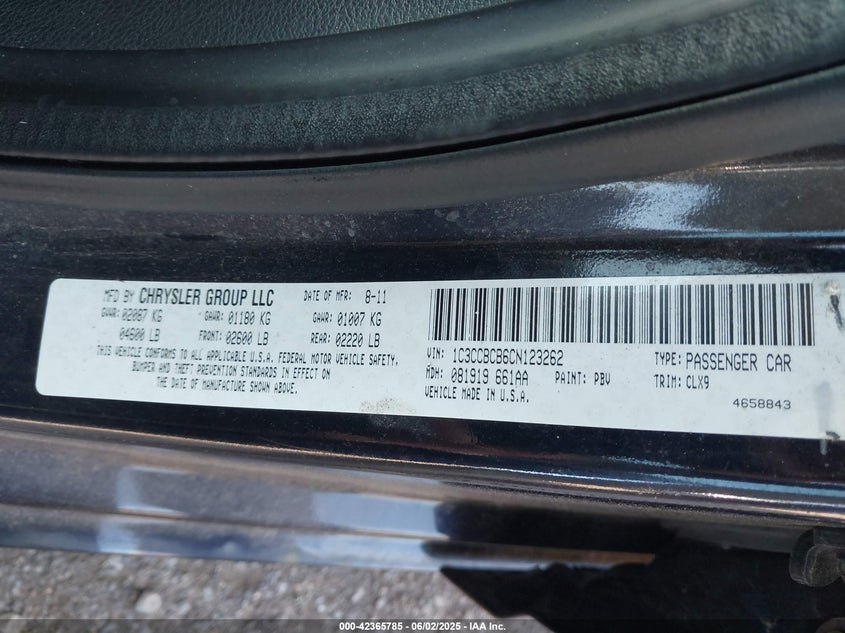 MFD BY CHRYSLER GROUP LLC DATE OF MFR: 8-11
GVWR: 02087 KG GAWR: 01180 KG GAWR: 01007 KG
04600 LB FRONT: 02600 LB REAR: 02220 LB
THIS VEHICLE CONFORMS TO ALL APPLICABLE U.S.A. FEDERAL MOTOR VEHICLE SAFETY,
BUMPER AND THEFT PREVENTION STANDARDS IN EFFECT ON
THE DATE OF MANUFACTURE SHOWN ABOVE.
VIN: 1C3CCBCB6CN123262 TYPE: PASSENGER CAR
MDH: 081919 661AA PAINT: PBV TRIM: CLX9
VEHICLE MADE IN U.S.A. 4658843
000-42365785 - 06/02/2025 - IAA Inc.